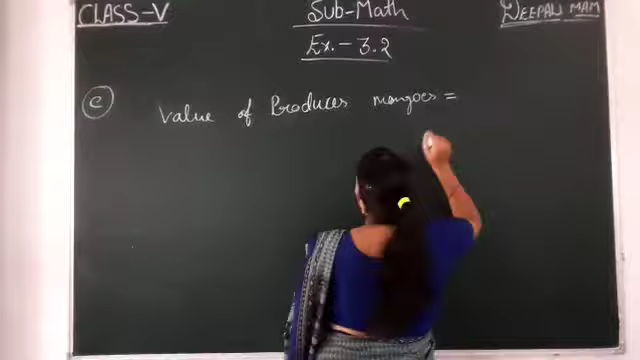 CLASS-V
Sub-Math
DEEPALI MAM
Ex.-3.2
c
Value of Produces mangoes =